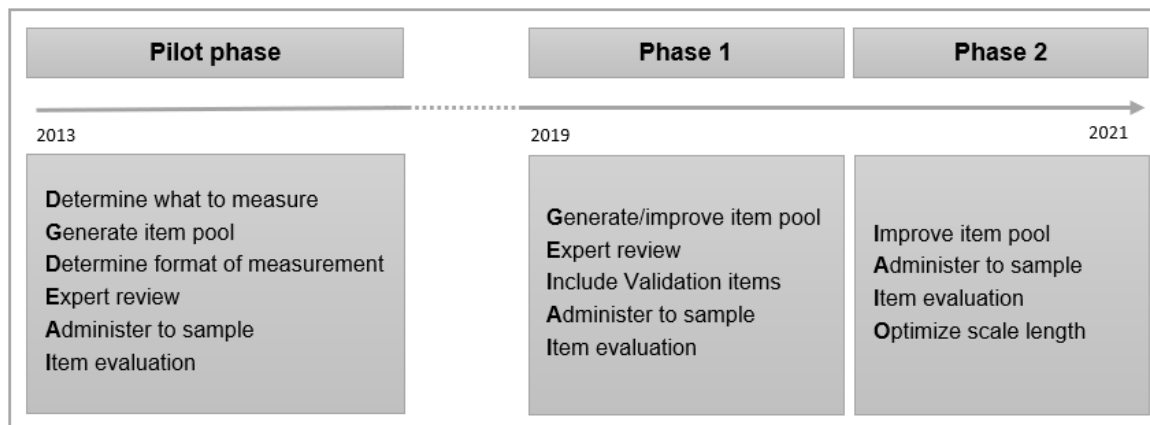 Pilot phase
Phase 1
Phase 2
2013
2019
2021
Determine what to measure
Generate item pool
Determine format of measurement
Expert review
Administer to sample
Item evaluation
Generate/improve item pool
Expert review
Include Validation items
Administer to sample
Item evaluation
Improve item pool
Administer to sample
Item evaluation
Optimize scale length